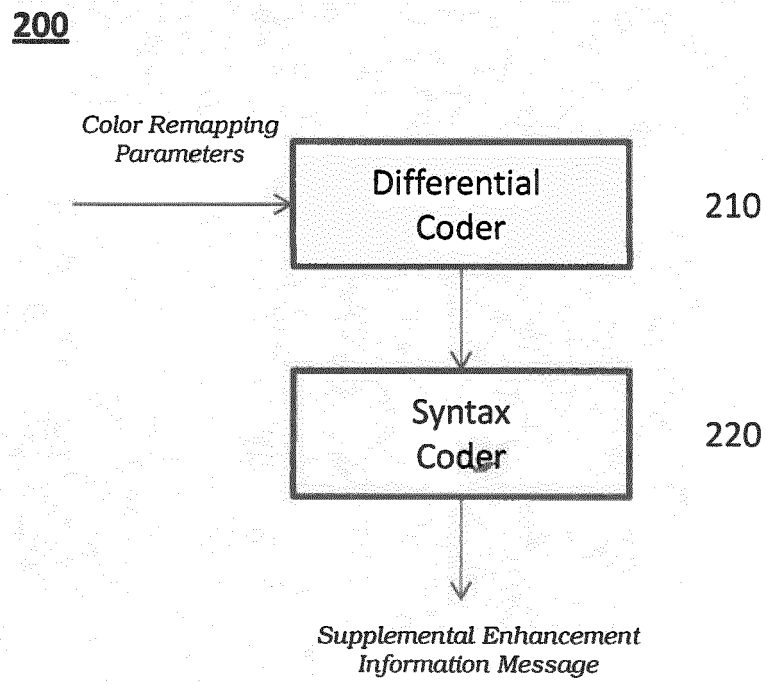 200
Color Remapping
Parameters
Differential
Coder
210
Syntax
Coder
220
Supplemental Enhancement
Information Message